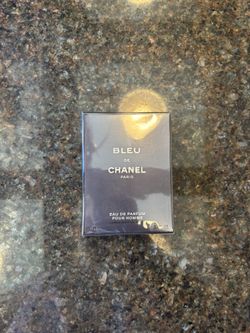 BLEU
DE
CHANEL
PARIS
EAU DE PARFUM
POUR HOMME